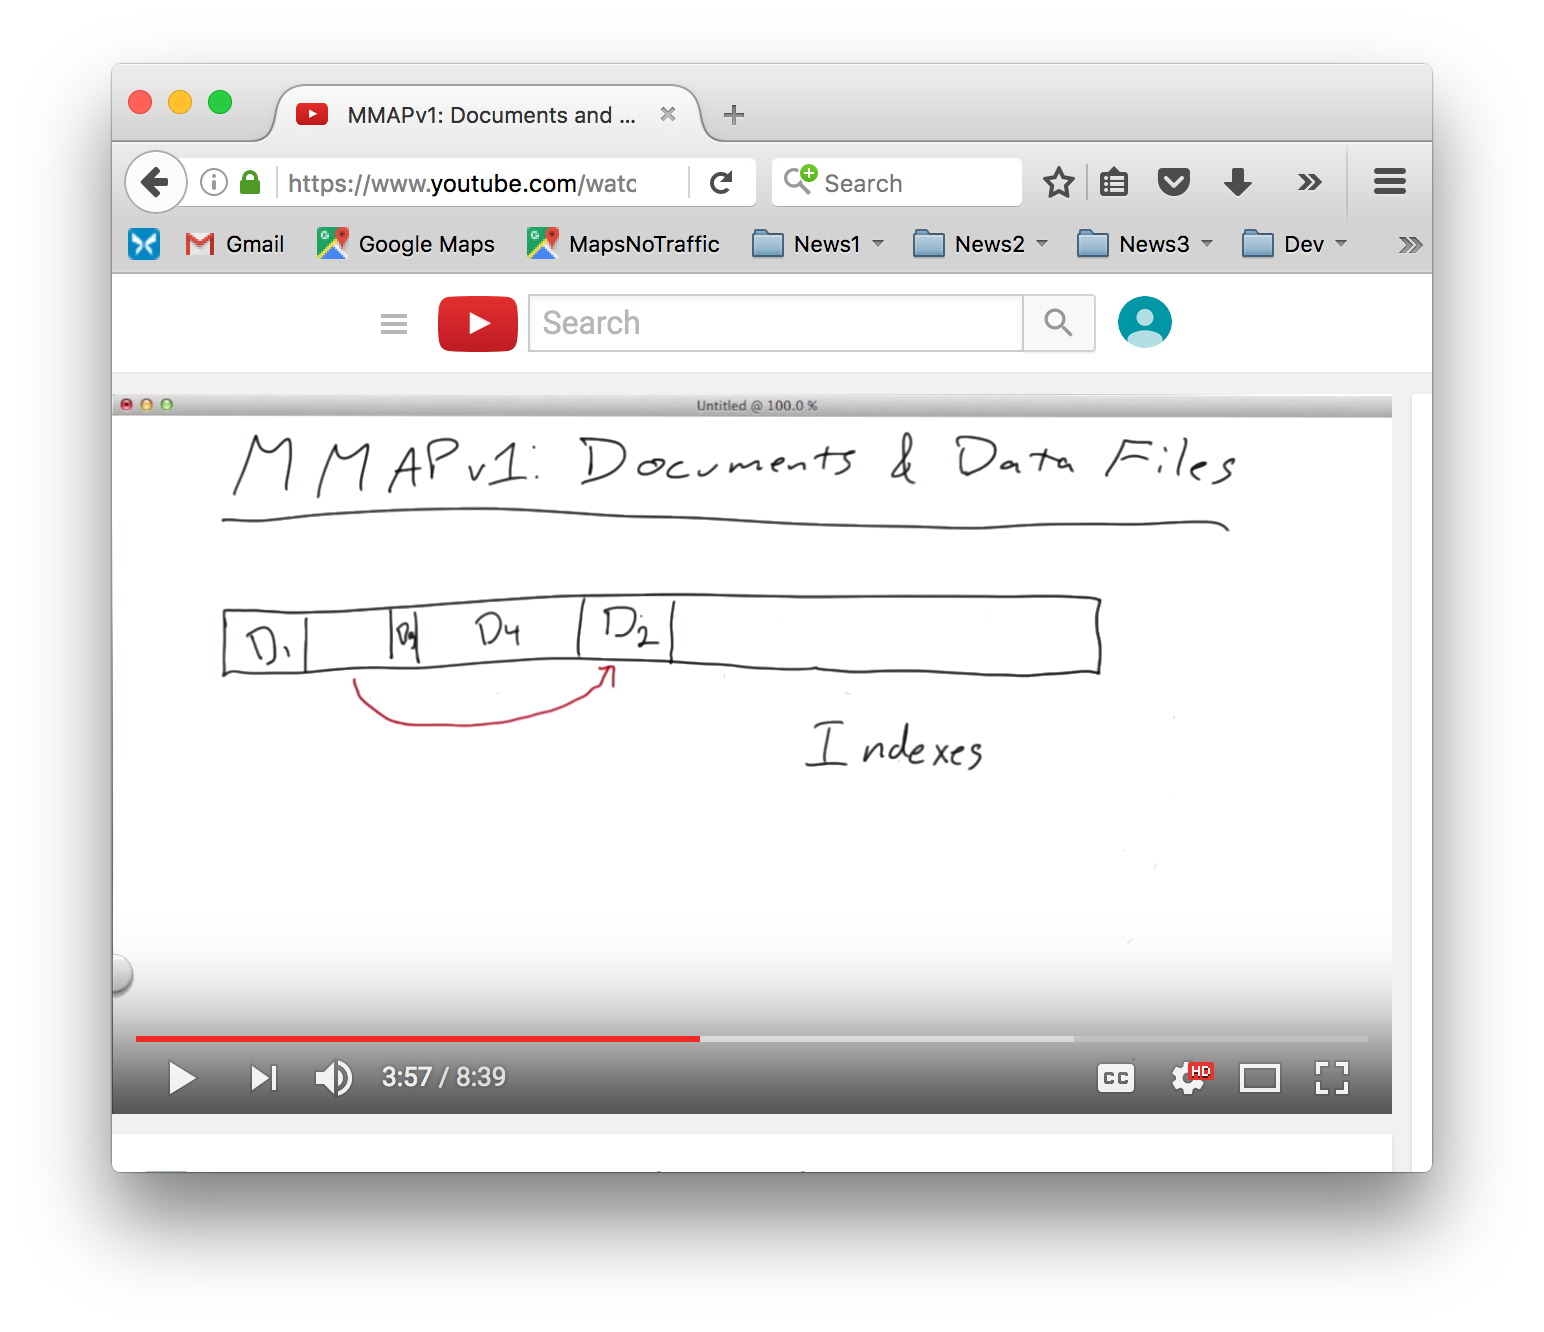 MMAPv1: Documents and ...
https://www.youtube.com/watc
Search
Gmail
Google Maps
MapsNoTraffic
News1
News2
News3
Dev
Search
Untitled @ 100.0 %
MMAPv1: Documents & Data Files
D1 D3 D4 D2
Indexes
3:57 / 8:39
CC
HD